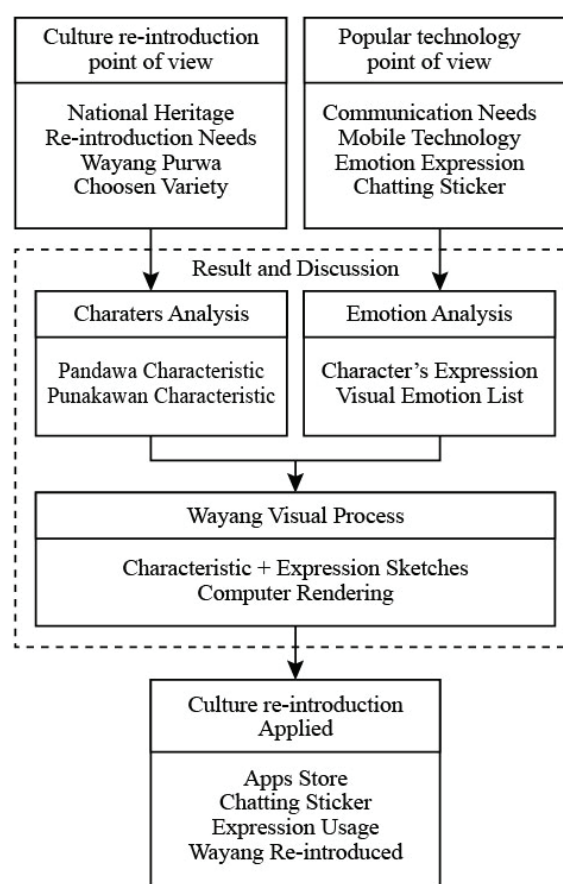 Culture re-introduction
point of view
National Heritage
Re-introduction Needs
Wayang Purwa
Choosen Variety
Popular technology
point of view
Communication Needs
Mobile Technology
Emotion Expression
Chatting Sticker
Result and Discussion
Charaters Analysis
Pandawa Characteristic
Punakawan Characteristic
Emotion Analysis
Character's Expression
Visual Emotion List
Wayang Visual Process
Characteristic + Expression Sketches
Computer Rendering
Culture re-introduction
Applied
Apps Store
Chatting Sticker
Expression Usage
Wayang Re-introduced